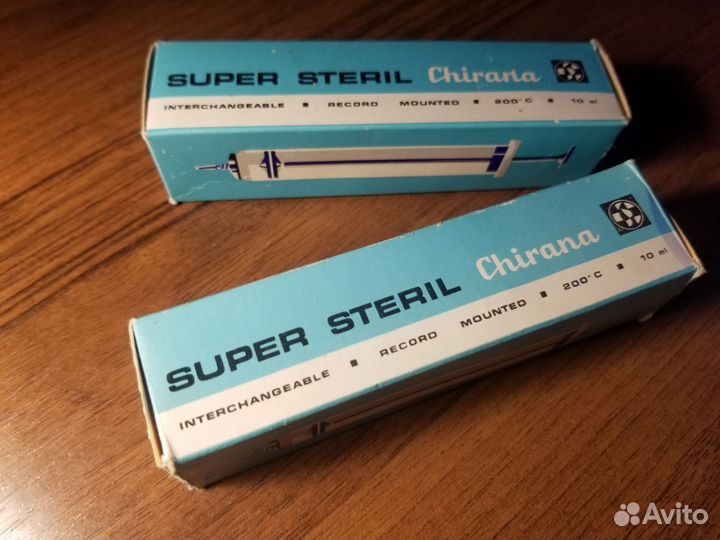 SUPER STERIL Chirana
INTERCHANGEABLE ■ RECORD MOUNTED ■ 200°C ■ 10 ml
SUPER STERIL Chirana
INTERCHANGEABLE ■ RECORD MOUNTED ■ 200°C ■ 10 ml
Avito